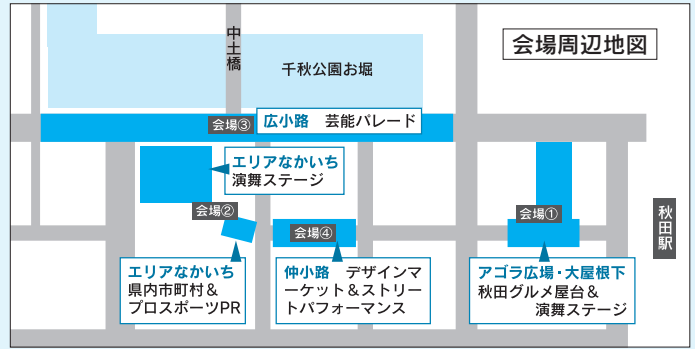 会場周辺地図
中土橋
千秋公園お堀
会場③
広小路　芸能パレード
エリアなかいち
演舞ステージ
会場②
会場①
会場④
秋田駅
エリアなかいち
県内市町村＆
プロスポーツPR
仲小路　デザインマ
ーケット＆ストリー
トパフォーマンス
アゴラ広場・大屋根下
秋田グルメ屋台＆
演舞ステージ